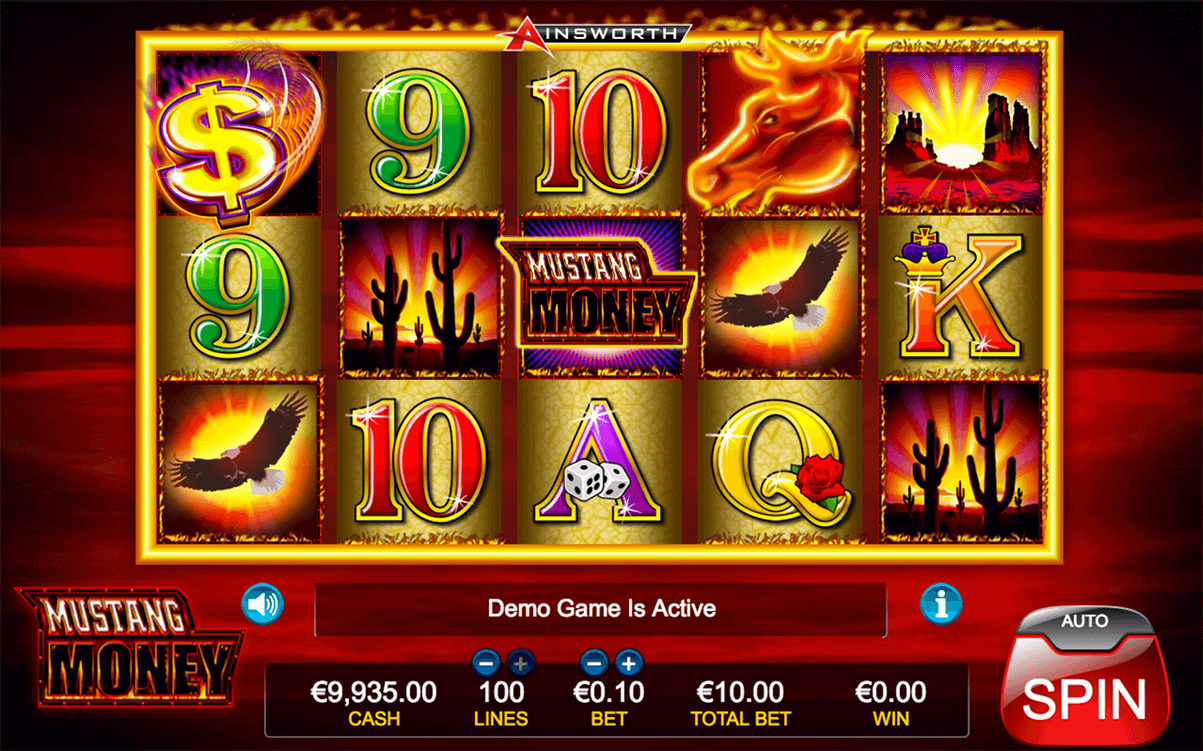 AINSWORTH
$ 9 10
9 MUSTANG MONEY K
10 A Q
Demo Game Is Active
MUSTANG
MONEY
€9,935.00 100 €0.10 €10.00 €0.00
CASH LINES BET TOTAL BET WIN
AUTO
SPIN